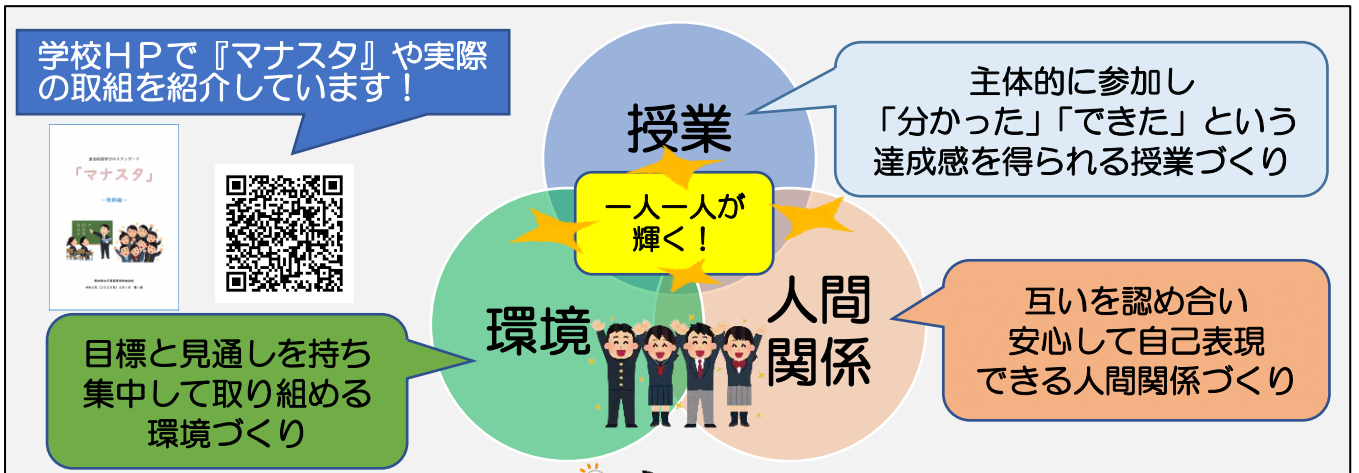 学校HPで『マナスタ』や実際
の取組を紹介しています！
「マナスタ」
－教師編－
授業
主体的に参加し
「分かった」「できた」という
達成感を得られる授業づくり
一人一人が
輝く！
環境
人間
関係
目標と見通しを持ち
集中して取り組める
環境づくり
互いを認め合い
安心して自己表現
できる人間関係づくり